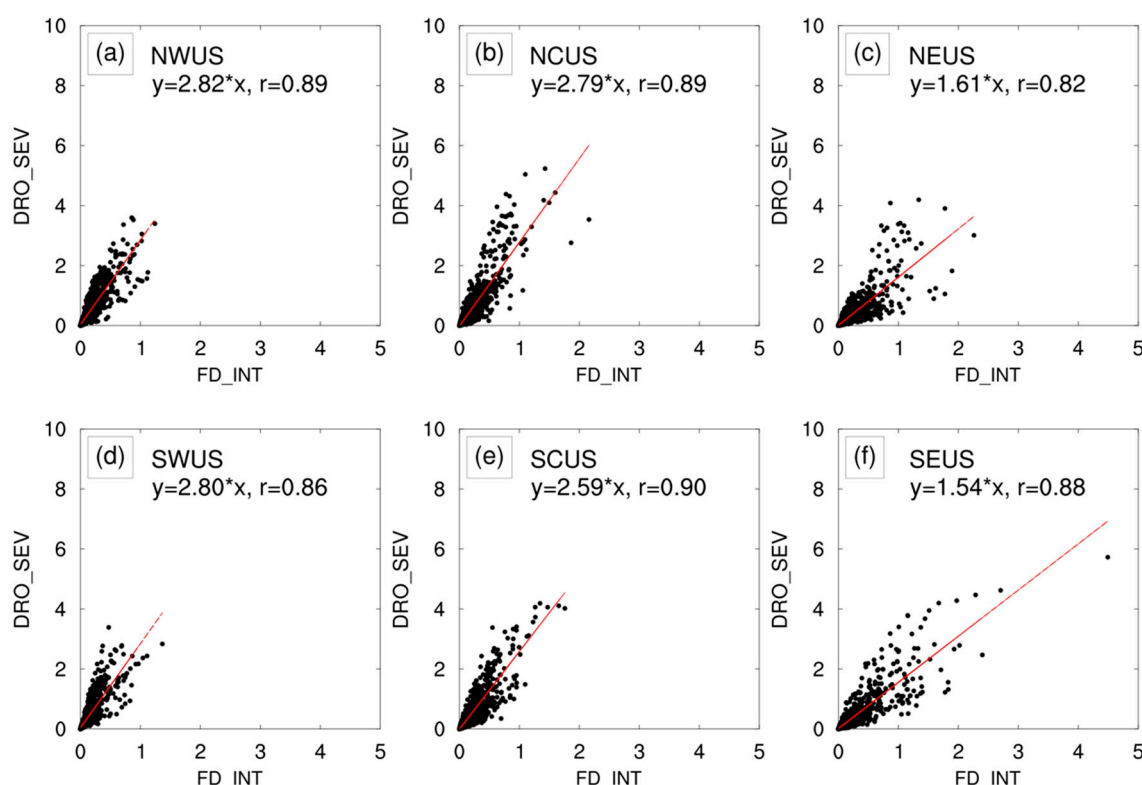 (a) NWUS
y=2.82*x, r=0.89
DRO_SEV
10
8
6
4
2
0
0 1 2 3 4 5
FD_INT
(b) NCUS
y=2.79*x, r=0.89
DRO_SEV
10
8
6
4
2
0
0 1 2 3 4 5
FD_INT
(c) NEUS
y=1.61*x, r=0.82
DRO_SEV
10
8
6
4
2
0
0 1 2 3 4 5
FD_INT
(d) SWUS
y=2.80*x, r=0.86
DRO_SEV
10
8
6
4
2
0
0 1 2 3 4 5
FD_INT
(e) SCUS
y=2.59*x, r=0.90
DRO_SEV
10
8
6
4
2
0
0 1 2 3 4 5
FD_INT
(f) SEUS
y=1.54*x, r=0.88
DRO_SEV
10
8
6
4
2
0
0 1 2 3 4 5
FD_INT